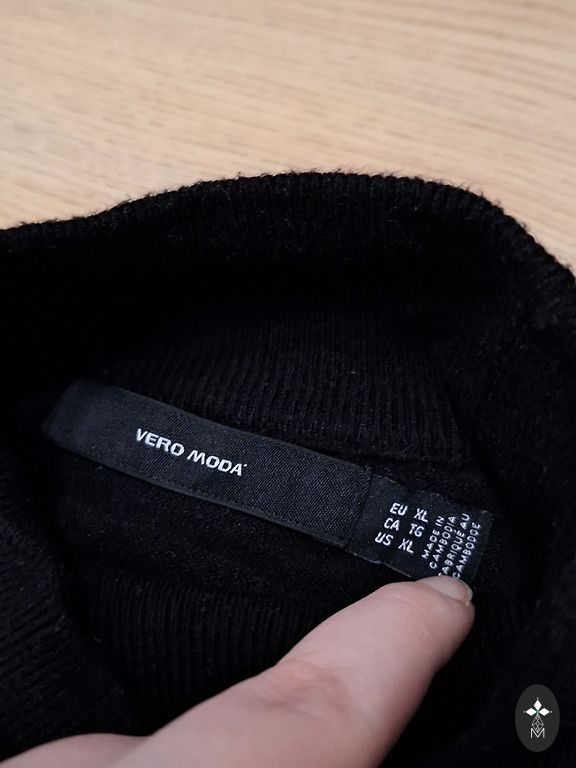 VERO MODA
EU XL
CA TG
US XL
MADE IN
CAMBODIA
FABRIQUÉ AU
CAMBODGE
M